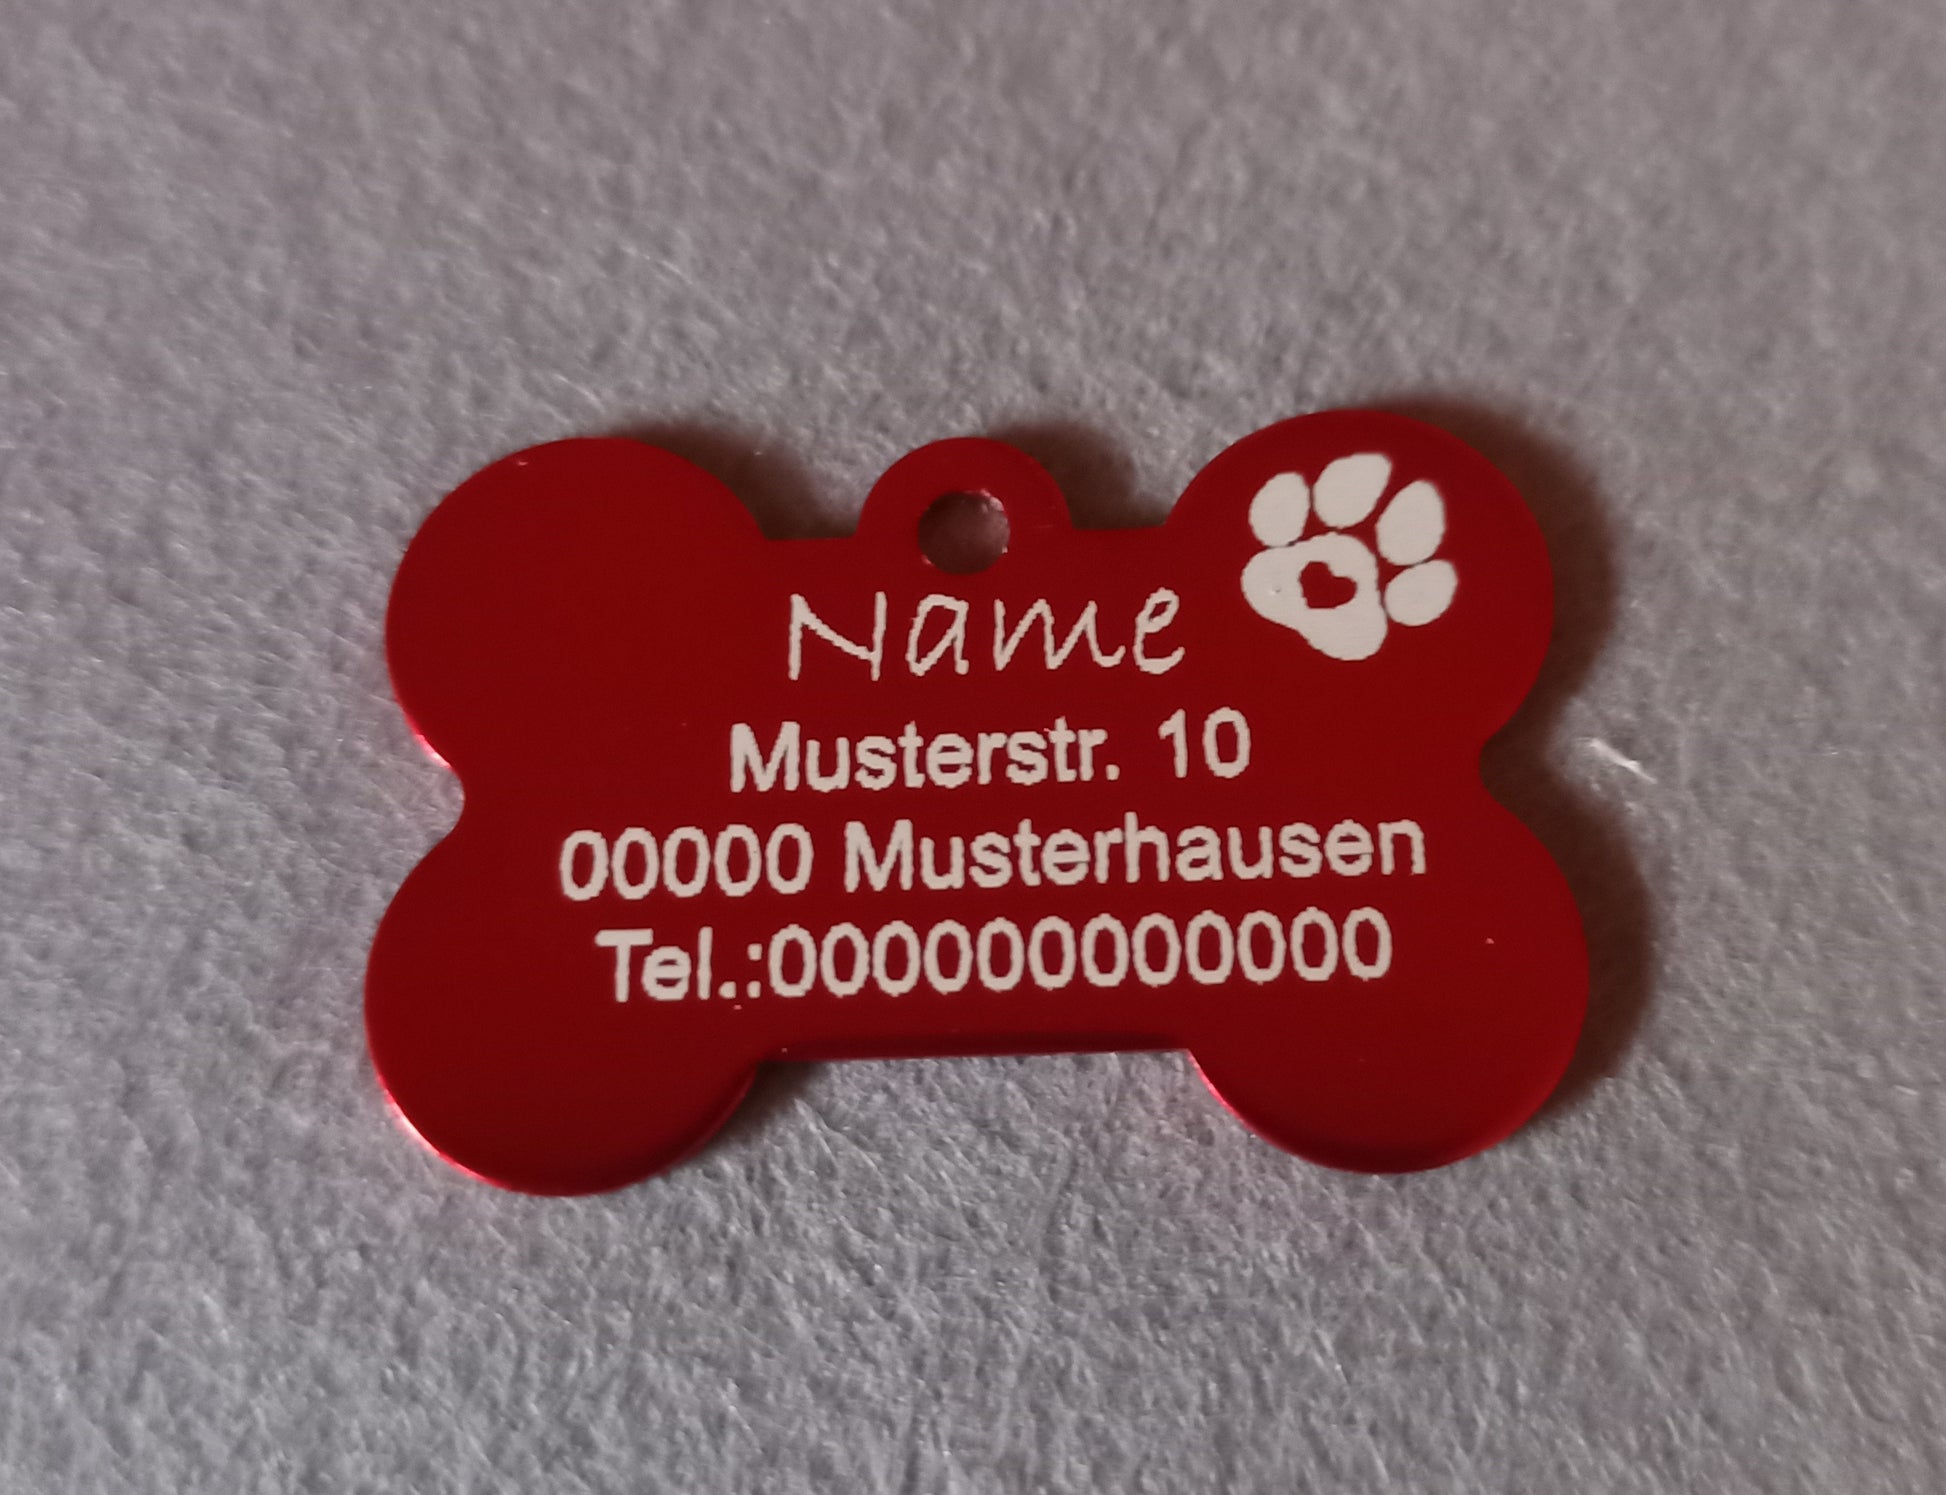 Name
Musterstr. 10
00000 Musterhausen
Tel.:000000000000